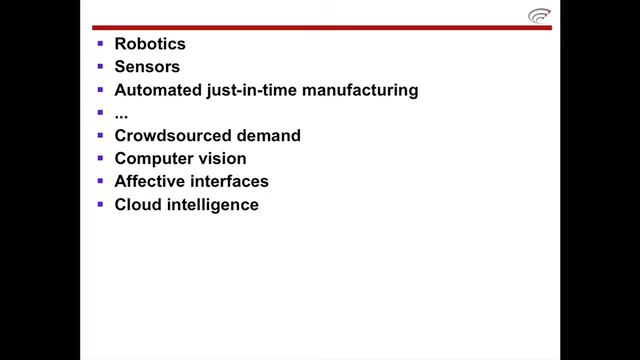 Robotics
Sensors
Automated just-in-time manufacturing
...
Crowdsourced demand
Computer vision
Affective interfaces
Cloud intelligence